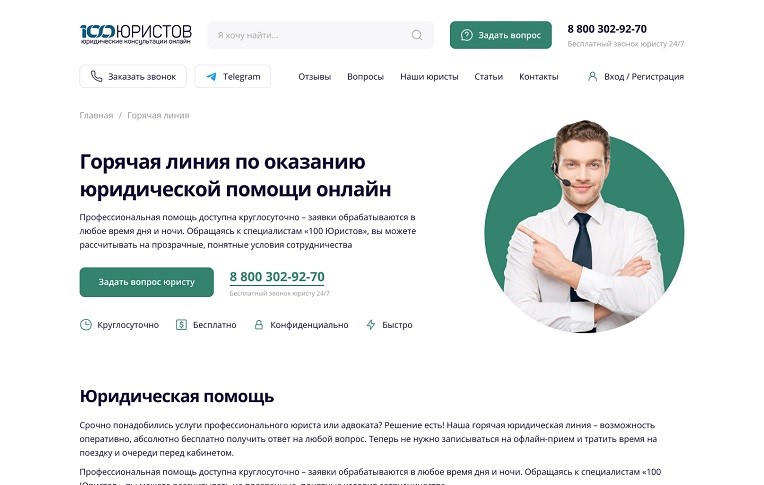 100ЮРИСТОВ
юридические консультации онлайн
Я хочу найти...
Задать вопрос
8 800 302-92-70
Бесплатный звонок юристу 24/7
Заказать звонок
Telegram
Отзывы
Вопросы
Наши юристы
Статьи
Контакты
Вход / Регистрация
Главная / Горячая линия
Горячая линия по оказанию
юридической помощи онлайн
Профессиональная помощь доступна круглосуточно – заявки обрабатываются в
любое время дня и ночи. Обращаясь к специалистам «100 Юристов», вы можете
рассчитывать на прозрачные, понятные условия сотрудничества
Задать вопрос юристу
8 800 302-92-70
Бесплатный звонок юристу 24/7
Круглосуточно
Бесплатно
Конфиденциально
Быстро
Юридическая помощь
Срочно понадобились услуги профессионального юриста или адвоката? Решение есть! Наша горячая юридическая линия – возможность
оперативно, абсолютно бесплатно получить ответ на любой вопрос. Теперь не нужно записываться на офлайн-прием и тратить время на
поездку и очереди перед кабинетом.
Профессиональная помощь доступна круглосуточно – заявки обрабатываются в любое время дня и ночи. Обращаясь к специалистам «100